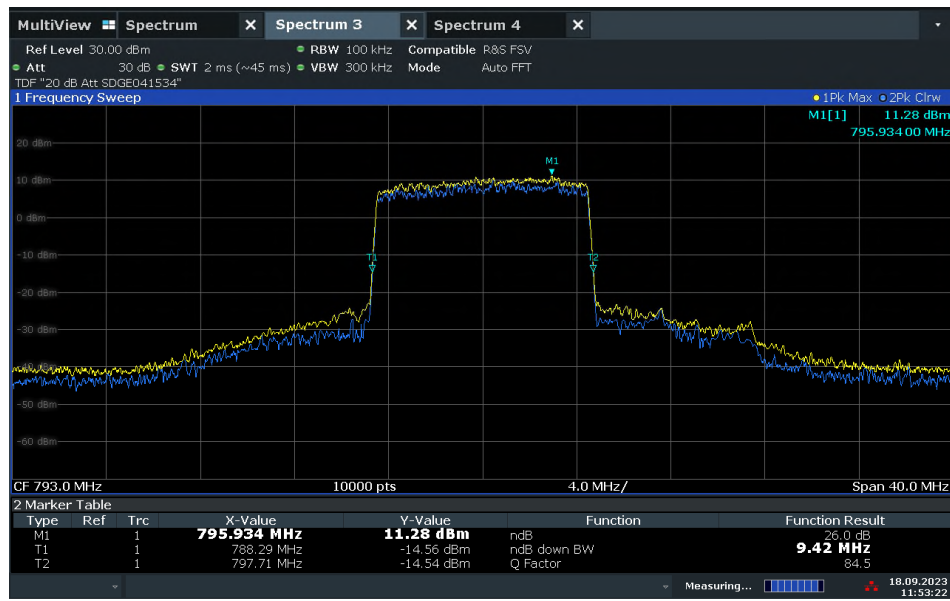 MultiView Spectrum X Spectrum 3 X Spectrum 4 X
Ref Level 30.00 dBm RBW 100 kHz Compatible R&S FSV
Att 30 dB SWT 2 ms (~45 ms) VBW 300 kHz Mode Auto FFT
TDF "20 dB Att SDGE041534"
1 Frequency Sweep 1Pk Max 2Pk Clrw
M1[1] 11.28 dBm
795.93400 MHz
20 dBm
M1
10 dBm
0 dBm
-10 dBm
T1 T2
-20 dBm
-30 dBm
-50 dBm
-60 dBm
CF 793.0 MHz 10000 pts 4.0 MHz/ Span 40.0 MHz
2 Marker Table
Type Ref Trc X-Value Y-Value Function Function Result
M1 1 795.934 MHz 11.28 dBm ndB 26.0 dB
T1 1 788.29 MHz -14.56 dBm ndB down BW 9.42 MHz
T2 1 797.71 MHz -14.54 dBm Q Factor 84.5
Measuring... 18.09.2023
11:53:22